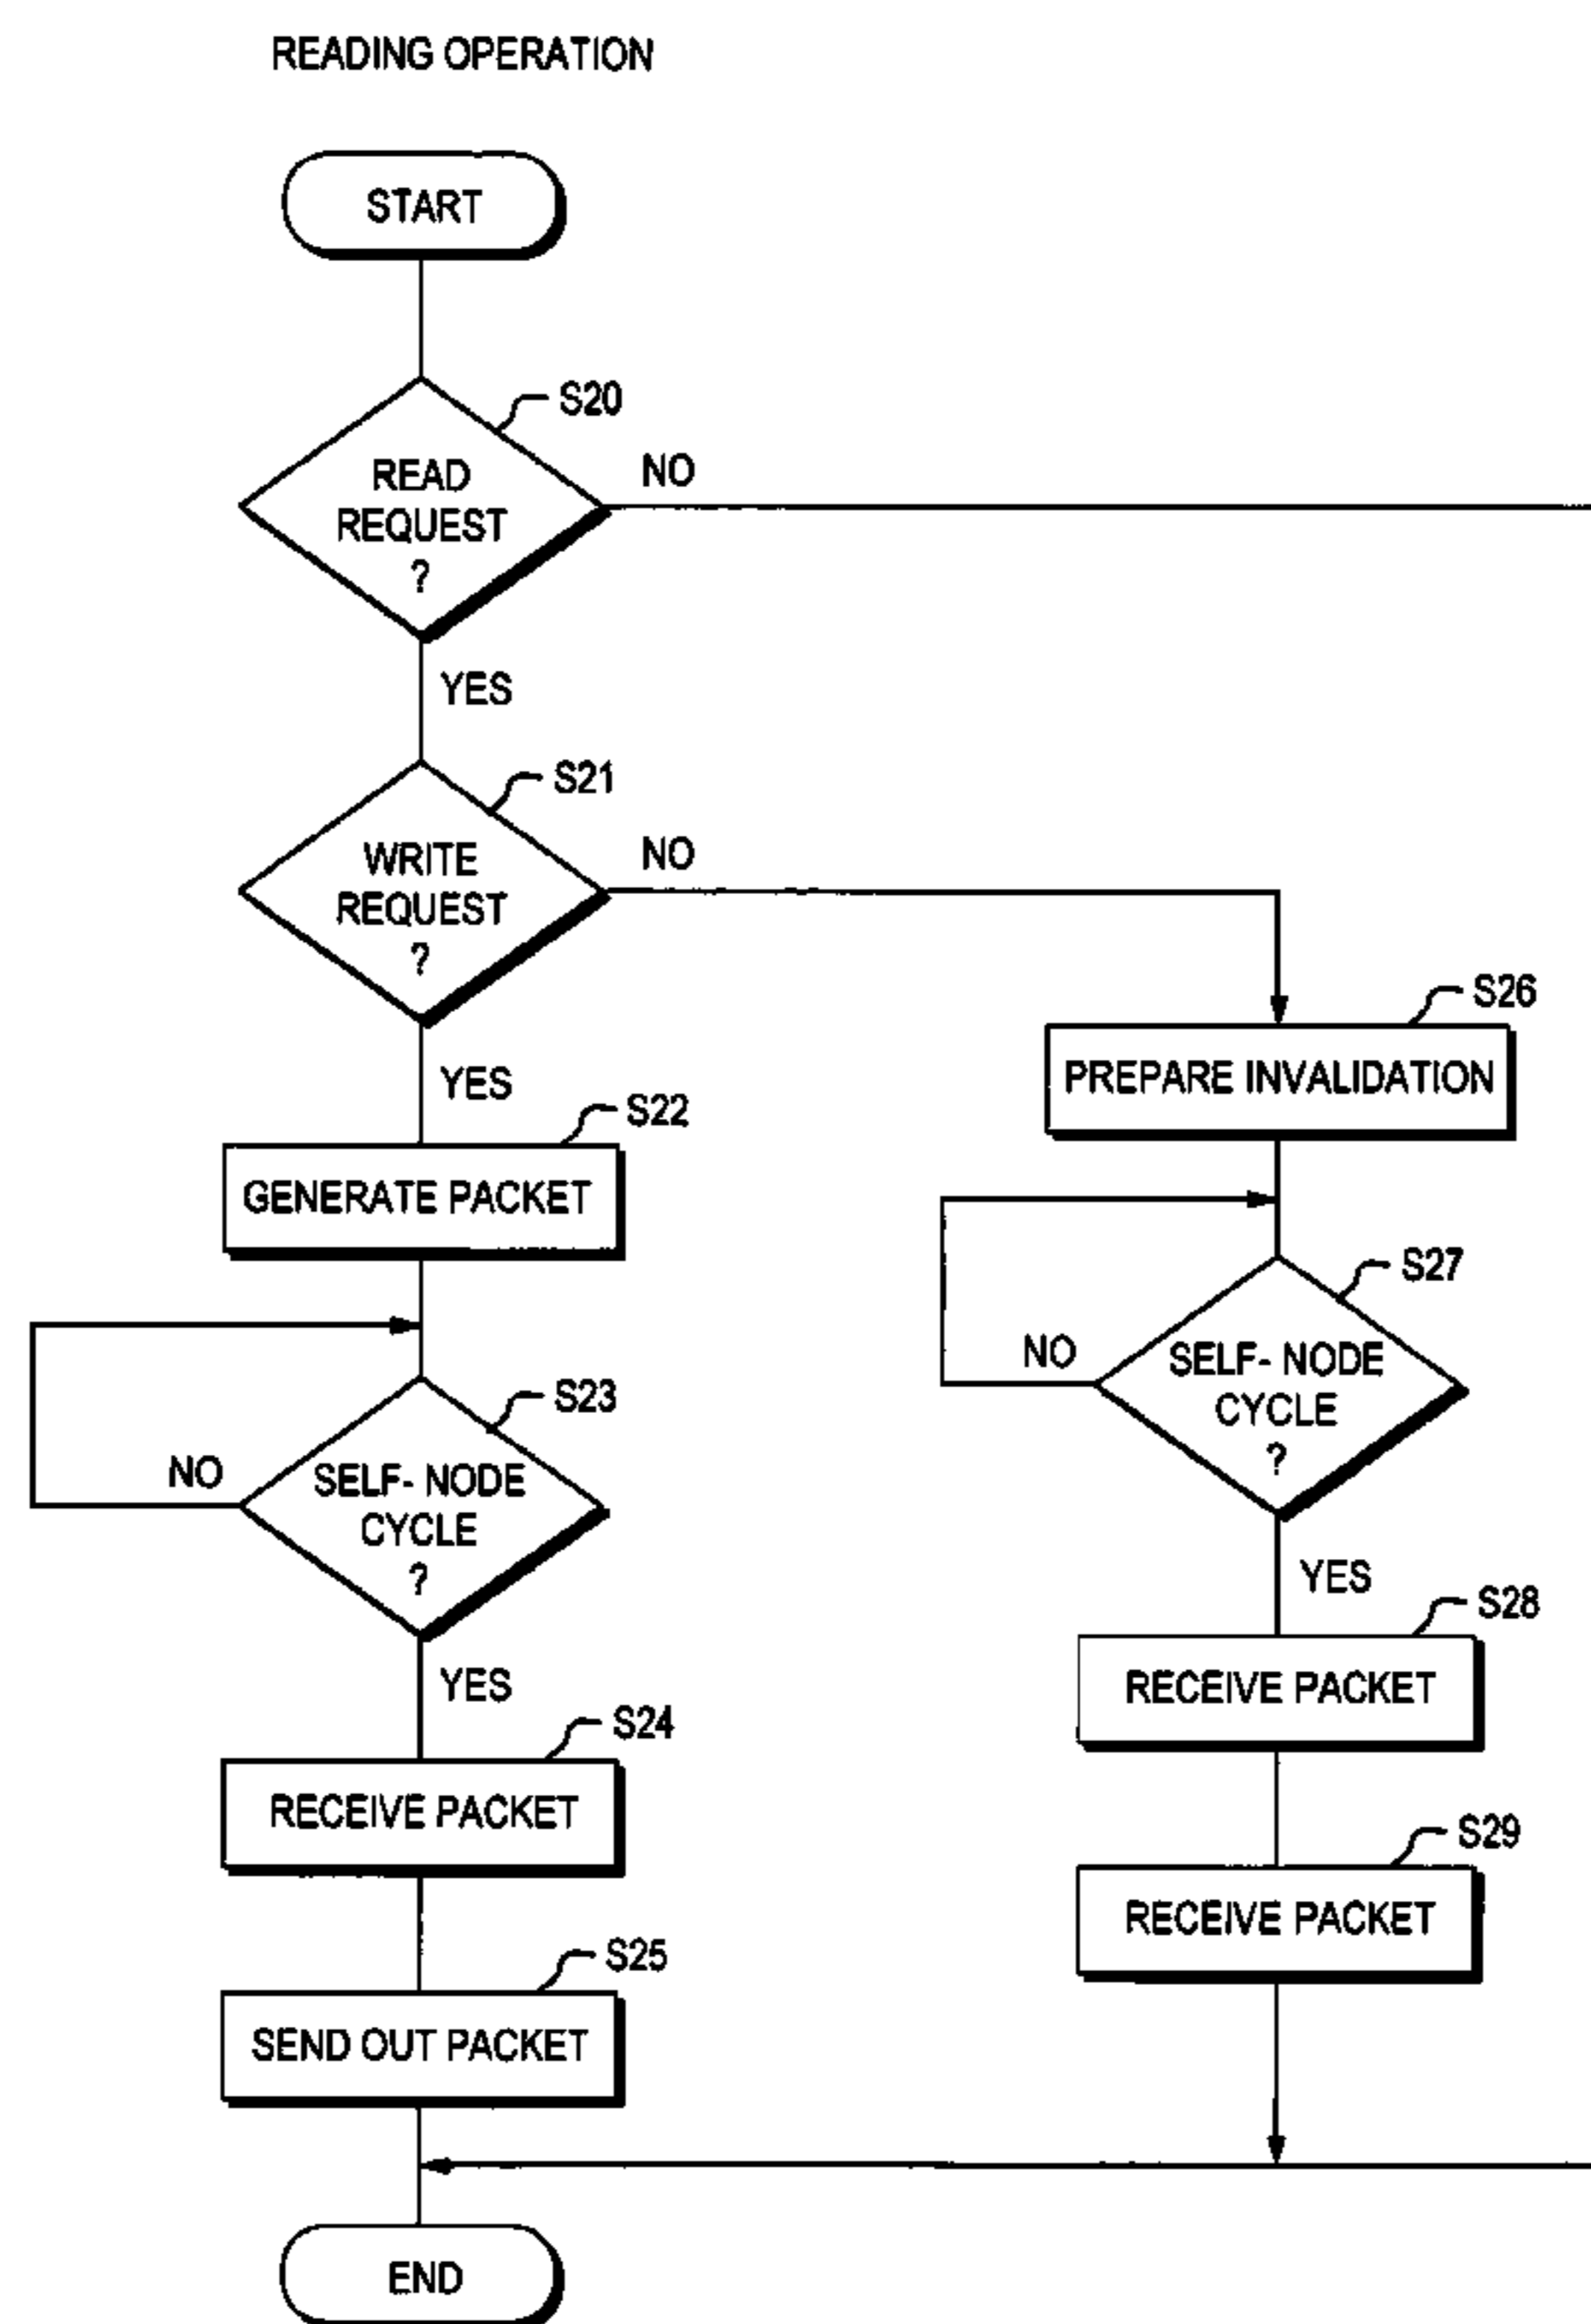 READING OPERATION
START
S20
READ
REQUEST
?
NO
YES
S21
WRITE
REQUEST
?
NO
YES
S22
GENERATE PACKET
S23
SELF- NODE
CYCLE
?
NO
YES
S24
RECEIVE PACKET
S25
SEND OUT PACKET
S26
PREPARE INVALIDATION
S27
SELF- NODE
CYCLE
?
NO
YES
S28
RECEIVE PACKET
S29
RECEIVE PACKET
END